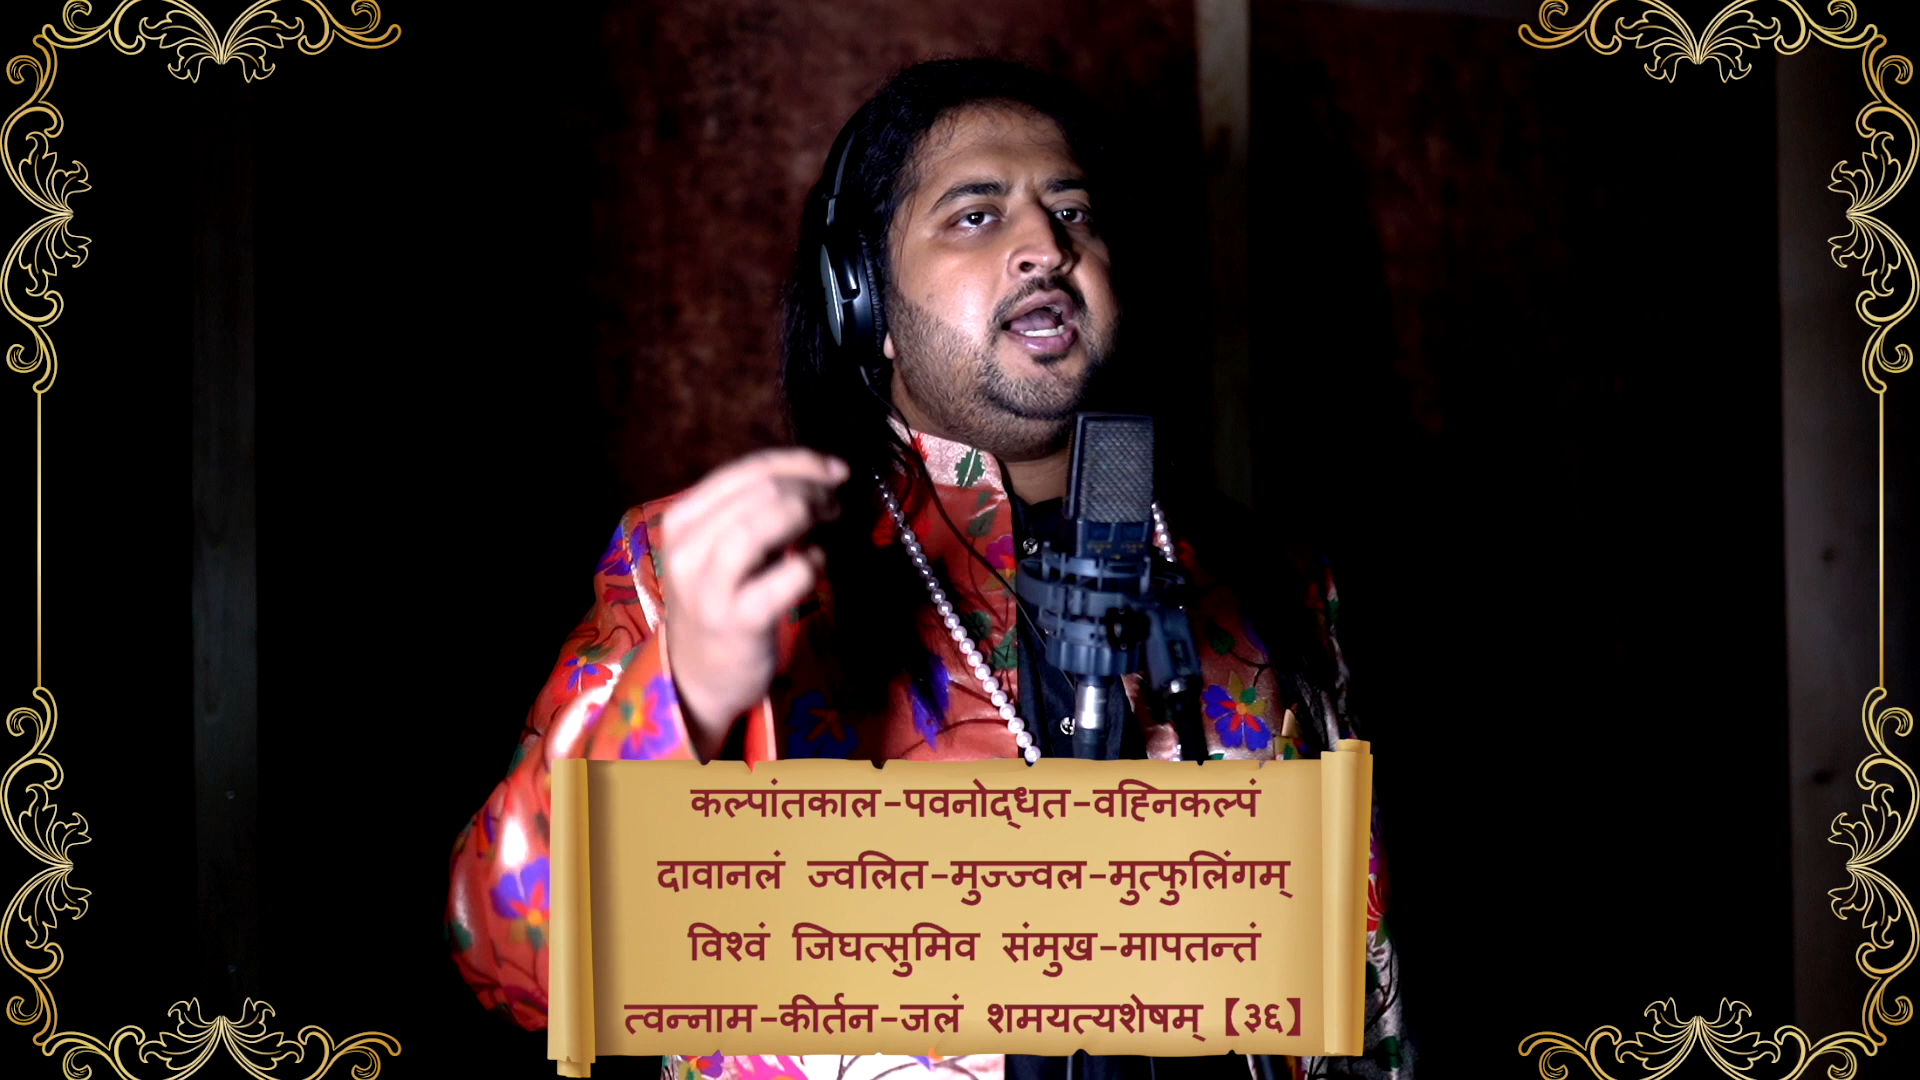 कल्पांतकाल-पवनोद्धत-वह्निकल्पं
दावानलं ज्वलित-मुज्ज्वल-मुत्फुलिंगम्
विश्वं जिघत्सुमिव संमुख-मापतन्तं
त्वन्नाम-कीर्तन-जलं शमयत्यशेषम् 【३६】